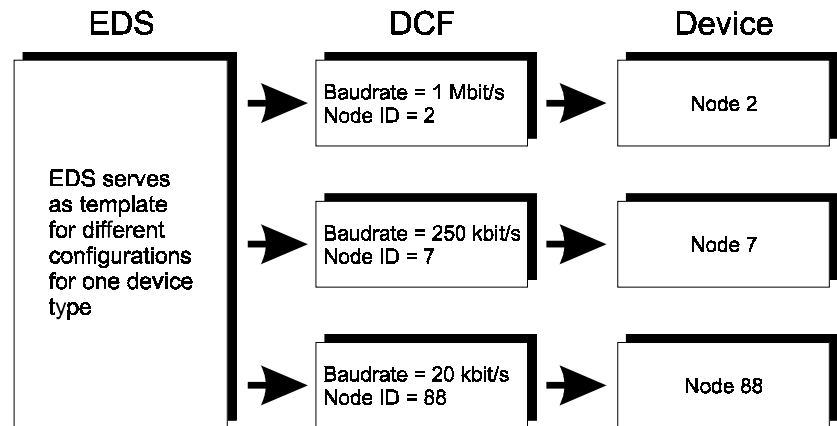 EDS
DCF
Device
EDS serves
as template
for different
configurations
for one device
type
Baudrate = 1 Mbit/s
Node ID = 2
Node 2
Baudrate = 250 kbit/s
Node ID = 7
Node 7
Baudrate = 20 kbit/s
Node ID = 88
Node 88